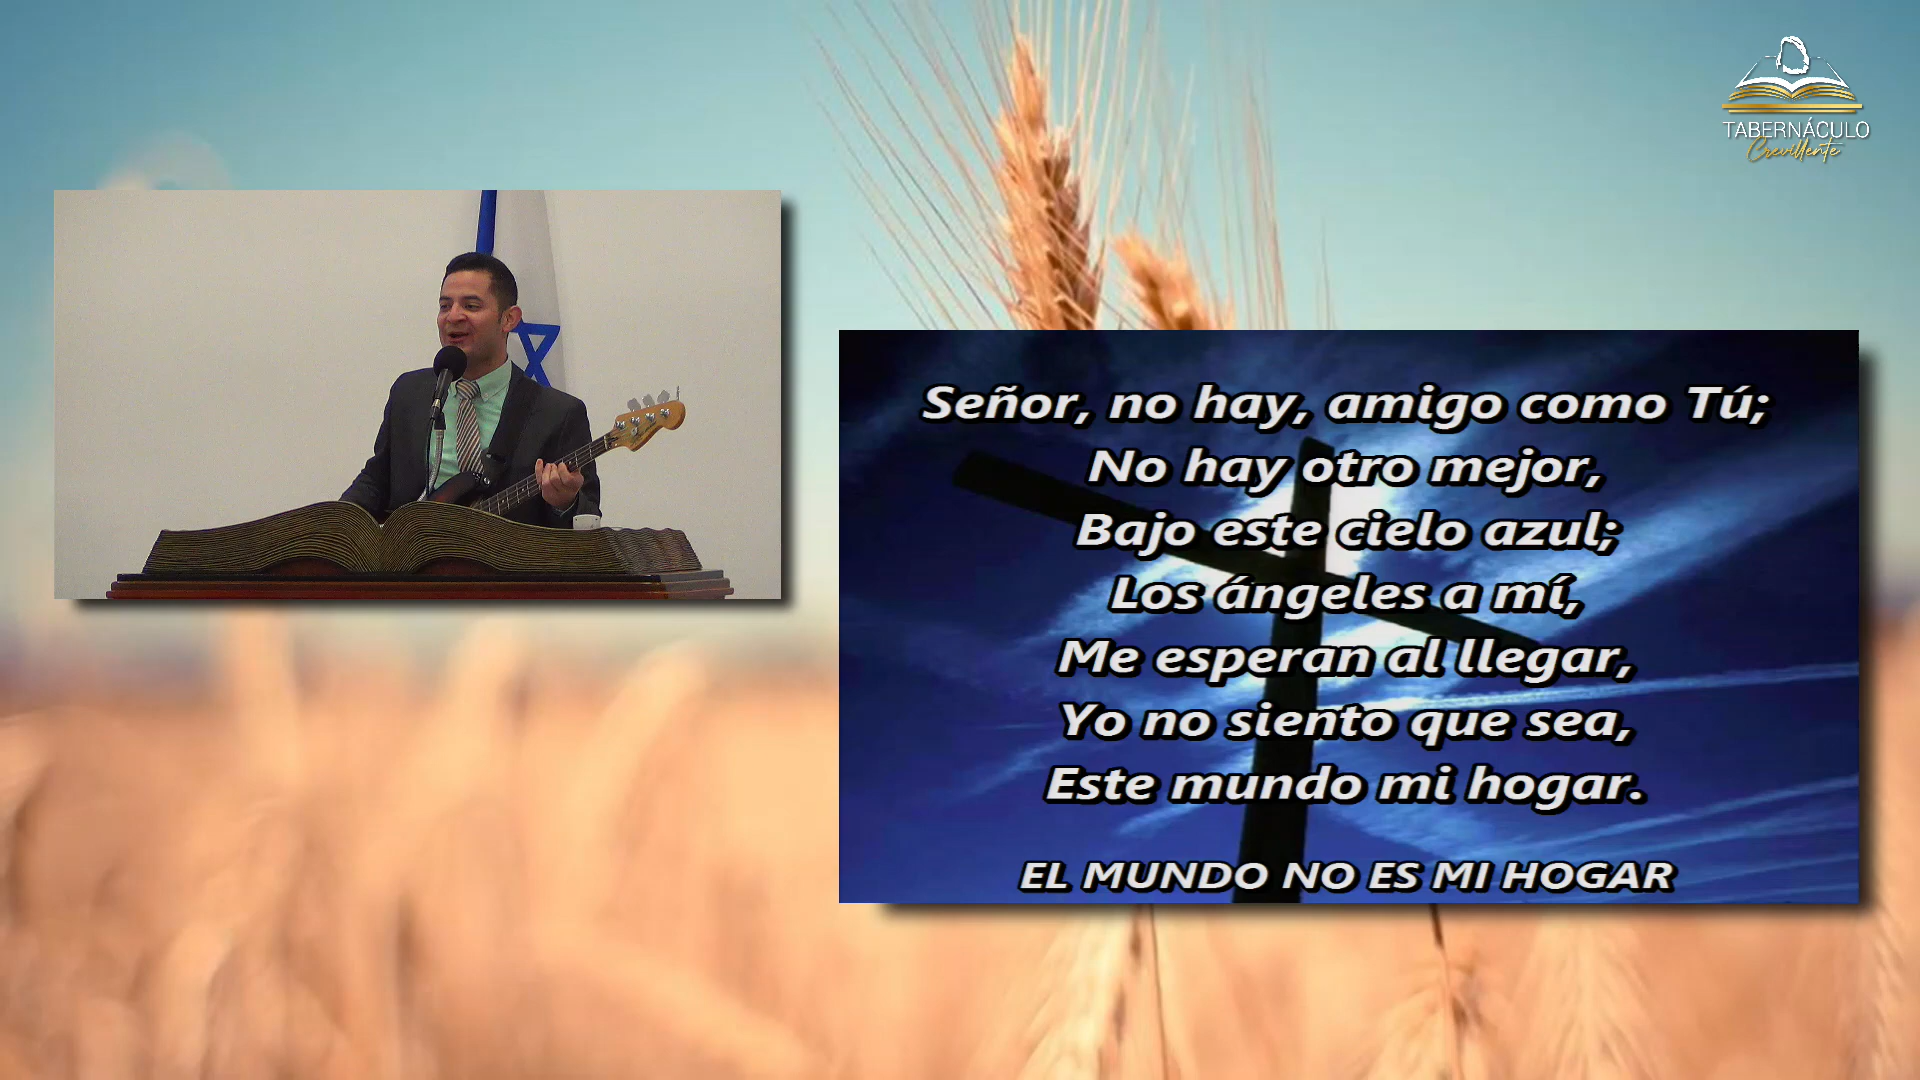 TABERNÁCULO
Crevillente
Señor, no hay, amigo como Tú;
No hay otro mejor,
Bajo este cielo azul;
Los ángeles a mí,
Me esperan al llegar,
Yo no siento que sea,
Este mundo mi hogar.
EL MUNDO NO ES MI HOGAR